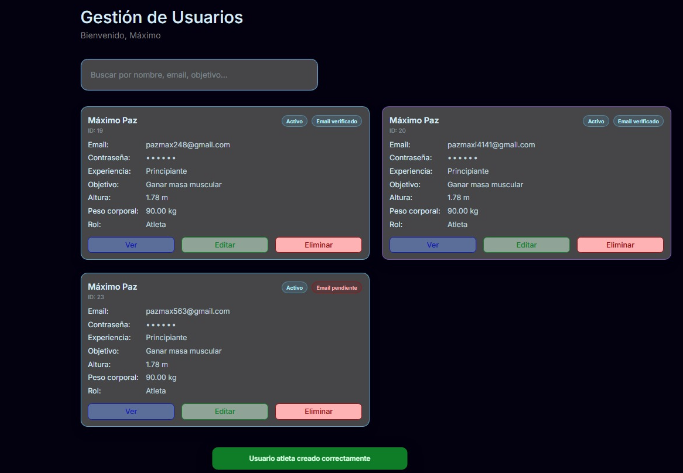 Gestión de Usuarios
Bienvenido, Máximo
Buscar por nombre, email, objetivo...
Máximo Paz Activo Email verificado
ID: 19
Email: pazmax248@gmail.com
Contraseña: ••••••
Experiencia: Principiante
Objetivo: Ganar masa muscular
Altura: 1.78 m
Peso corporal: 90.00 kg
Rol: Atleta
Ver Editar Eliminar
Máximo Paz Activo Email verificado
ID: 20
Email: pazmaxi4141@gmail.com
Contraseña: ••••••
Experiencia: Principiante
Objetivo: Ganar masa muscular
Altura: 1.78 m
Peso corporal: 90.00 kg
Rol: Atleta
Ver Editar Eliminar
Máximo Paz Activo Email pendiente
ID: 23
Email: pazmax563@gmail.com
Contraseña: ••••••
Experiencia: Principiante
Objetivo: Ganar masa muscular
Altura: 1.78 m
Peso corporal: 90.00 kg
Rol: Atleta
Ver Editar Eliminar
Usuario atleta creado correctamente